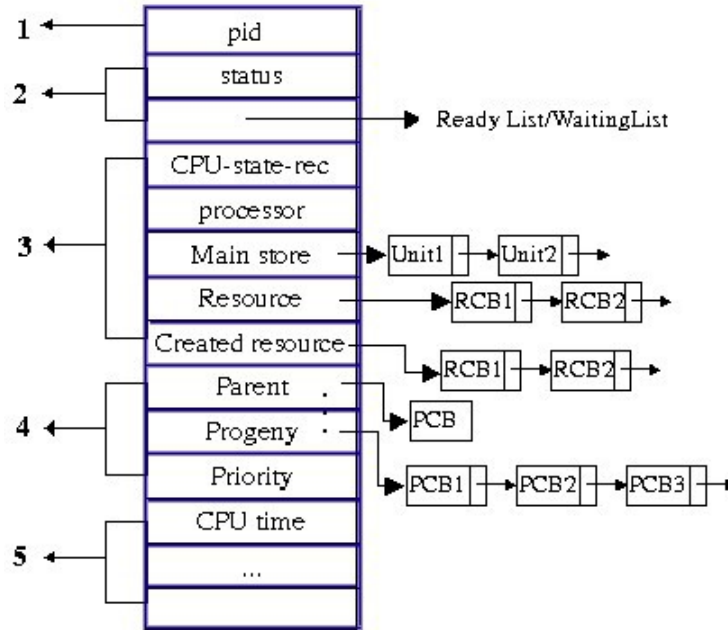 1
pid
status
2
Ready List/WaitingList
CPU-state-rec
processor
3
Main store
Unit1
Unit2
Resource
RCB1
RCB2
Created resource
RCB1
RCB2
Parent
PCB
4
Progeny
Priority
PCB1
PCB2
PCB3
CPU time
5
...